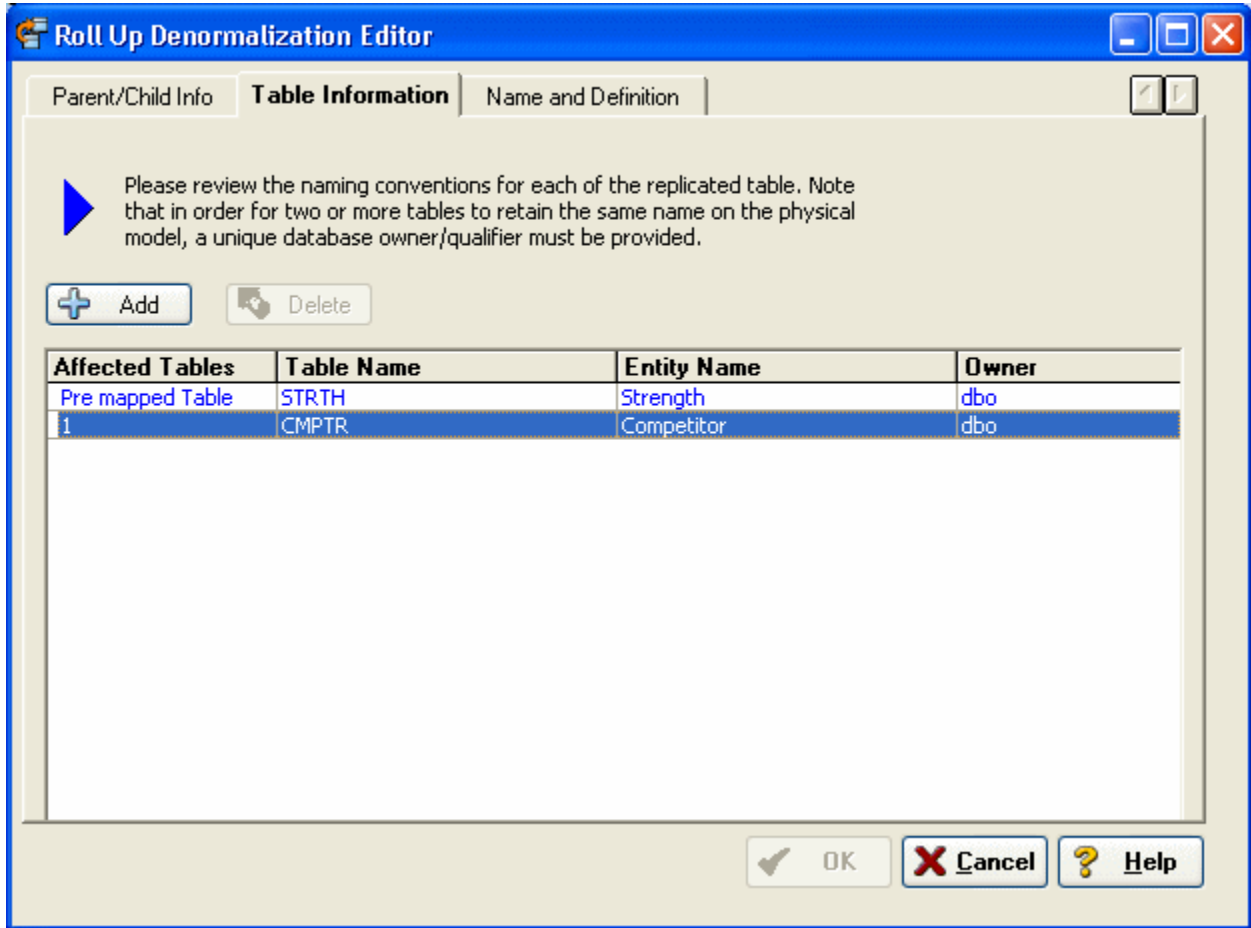 Roll Up Denormalization Editor
Parent/Child Info Table Information Name and Definition
Please review the naming conventions for each of the replicated table. Note
that in order for two or more tables to retain the same name on the physical
model, a unique database owner/qualifier must be provided.
Add Delete
Affected Tables Table Name Entity Name Owner
Pre mapped Table STRTH Strength dbo
1 CMPTR Competitor dbo
OK Cancel Help